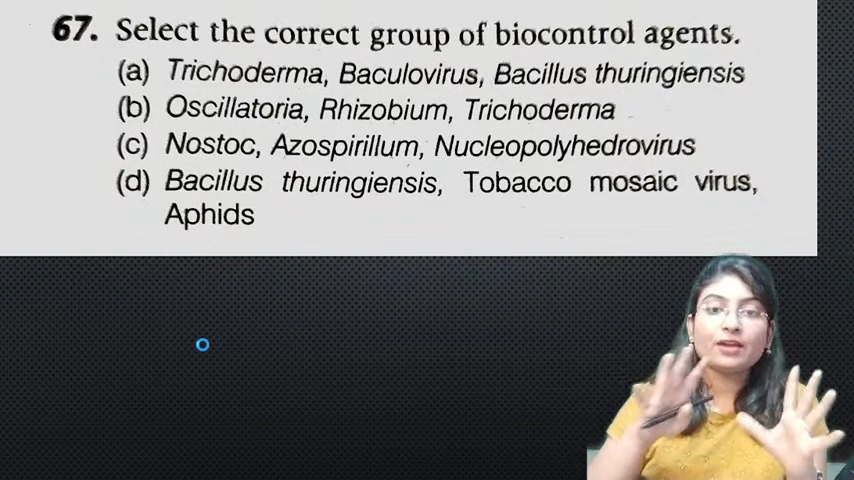 67. Select the correct group of biocontrol agents.
(a) Trichoderma, Baculovirus, Bacillus thuringiensis
(b) Oscillatoria, Rhizobium, Trichoderma
(c) Nostoc, Azospirillum, Nucleopolyhedrovirus
(d) Bacillus thuringiensis, Tobacco mosaic virus,
Aphids